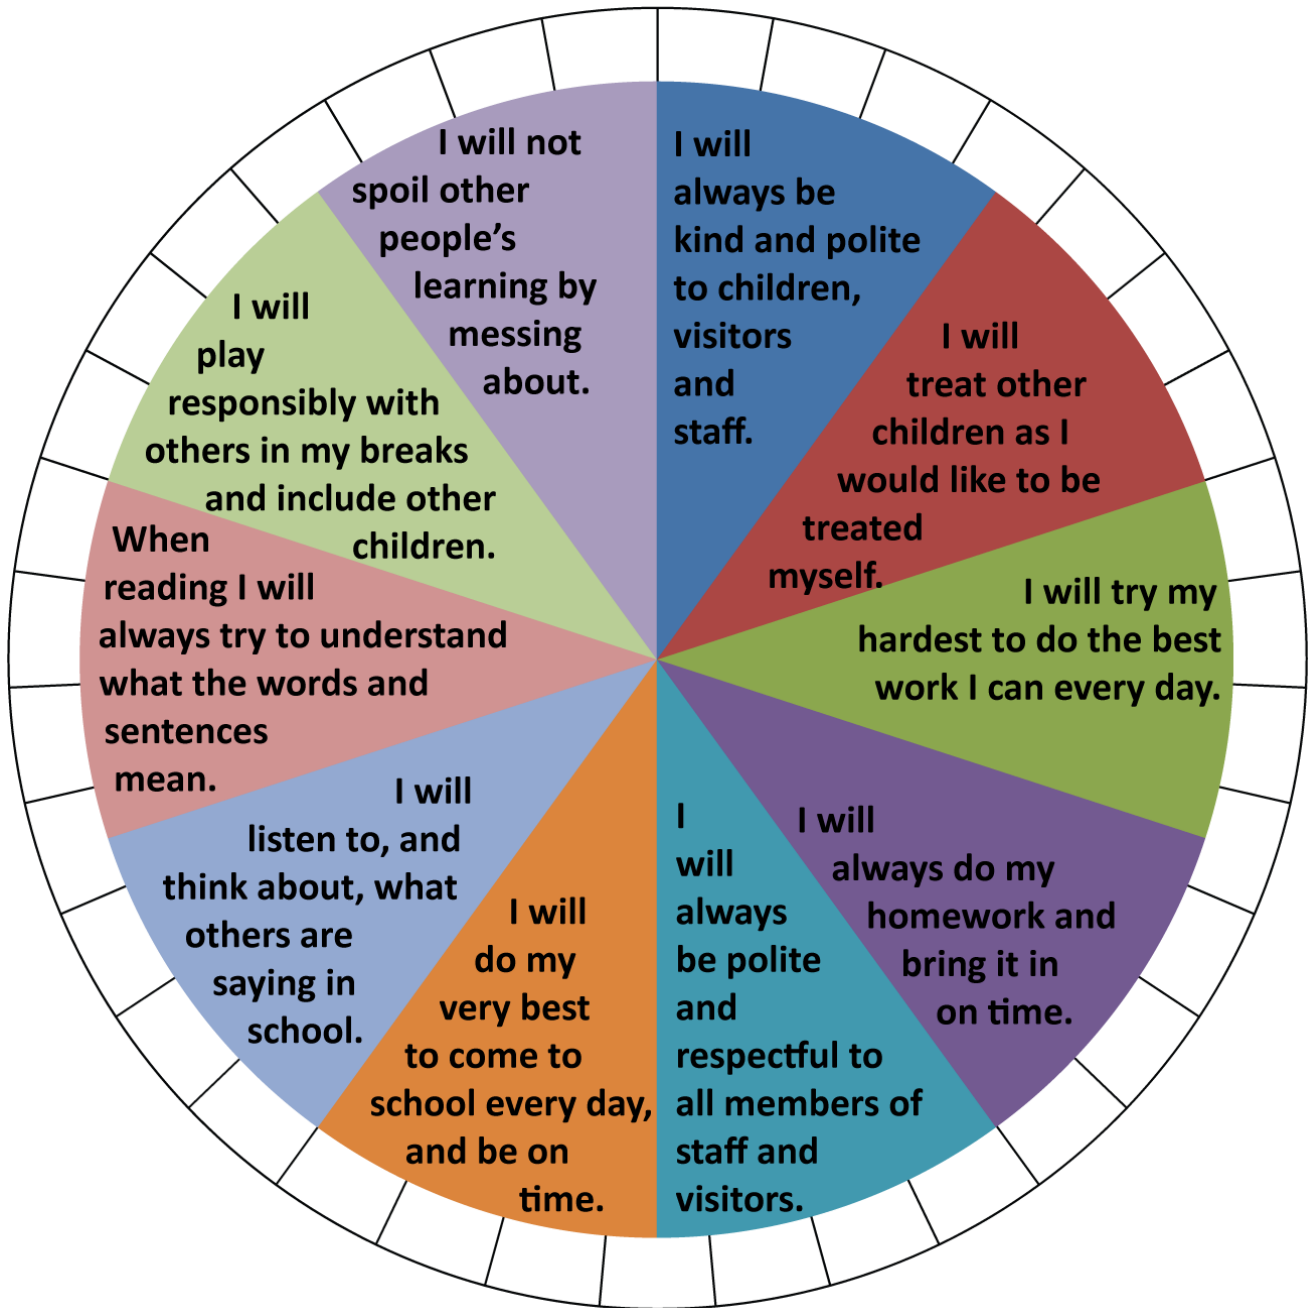 I will
always be
kind and polite
to children,
visitors
and
staff.
I will
treat other
children as I
would like to be
treated
myself.
I will try my
hardest to do the best
work I can every day.
I will
always do my
homework and
bring it in
on time.
I
will
always
be polite
and
respectful to
all members of
staff and
visitors.
I will
do my
very best
to come to
school every day,
and be on
time.
I will
listen to, and
think about, what
others are
saying in
school.
When
reading I will
always try to understand
what the words and
sentences
mean.
I will
play
responsibly with
others in my breaks
and include other
children.
I will not
spoil other
people’s
learning by
messing
about.